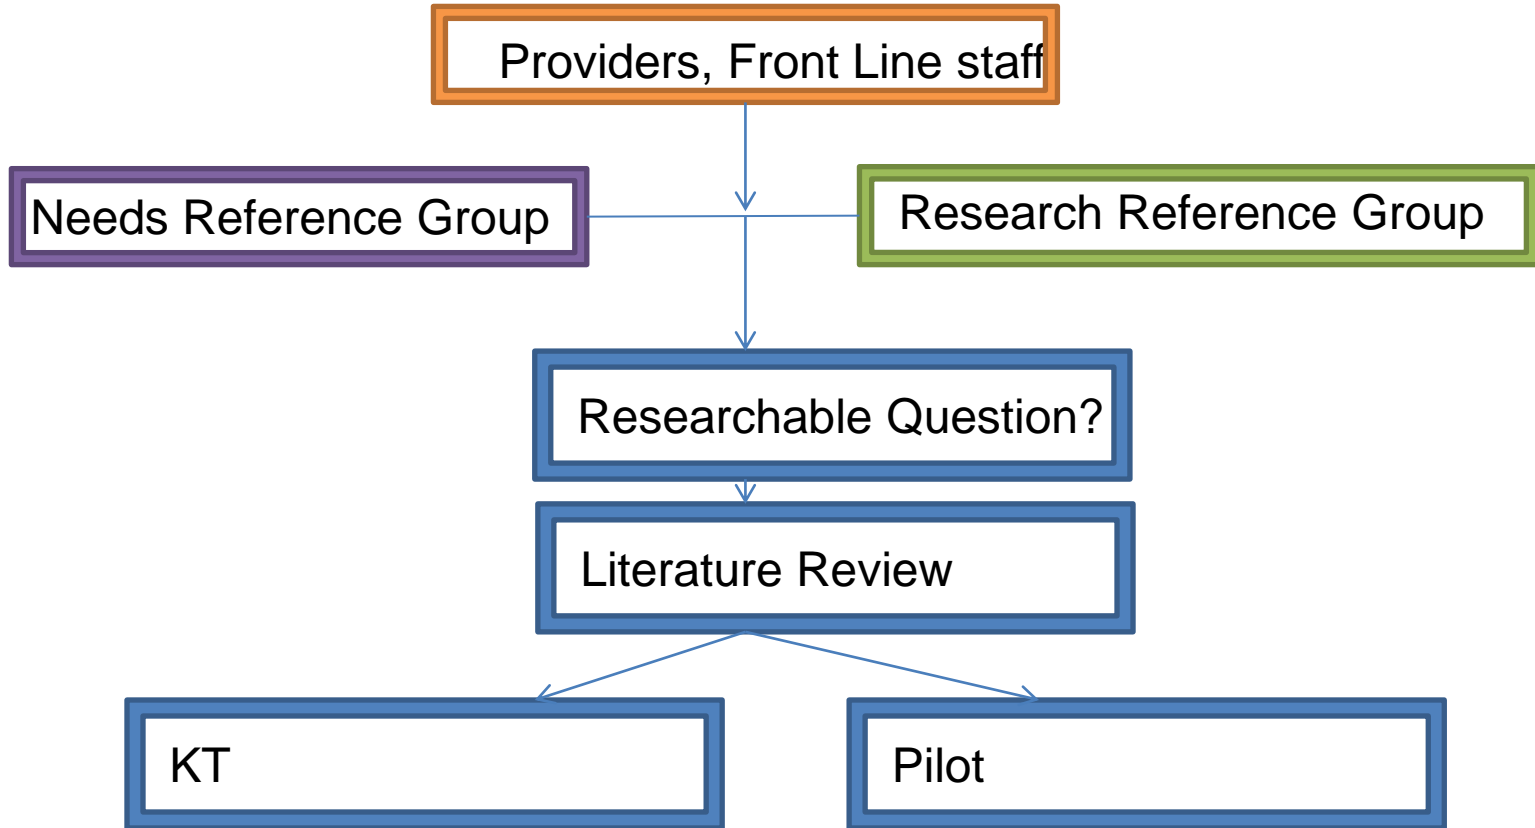 Providers, Front Line staff
Needs Reference Group
Research Reference Group
Researchable Question?
Literature Review
KT
Pilot